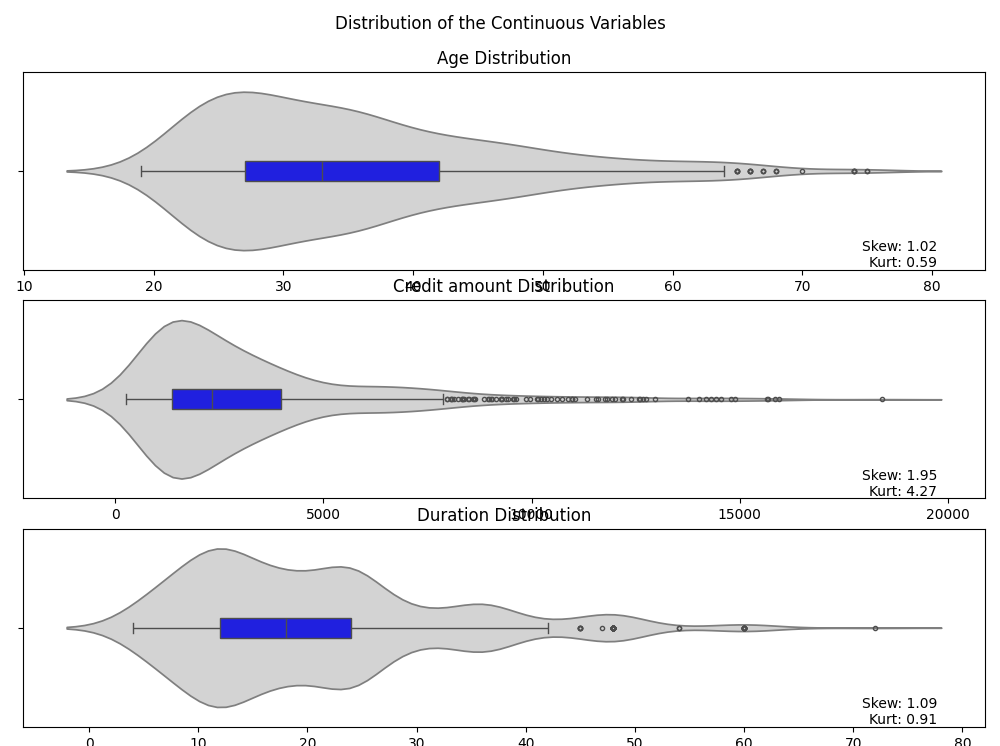 Distribution of the Continuous Variables
Age Distribution
Skew: 1.02
Kurt: 0.59
10 20 30 40 50 60 70 80
Credit amount Distribution
Skew: 1.95
Kurt: 4.27
0 5000 10000 15000 20000
Duration Distribution
Skew: 1.09
Kurt: 0.91
0 10 20 30 40 50 60 70 80